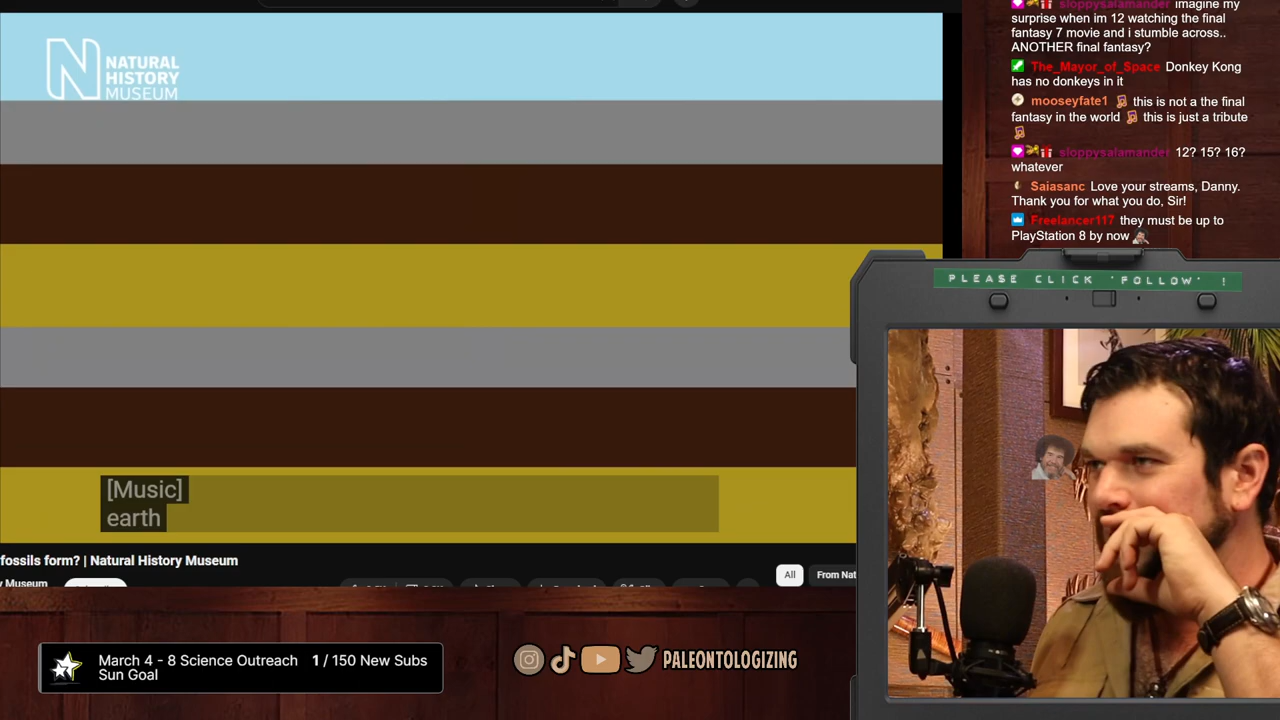 NATURAL
HISTORY
MUSEUM
[Music]
earth
fossils form? | Natural History Museum
Museum
All
From Nat
sloppysalamander imagine my
surprise when im 12 watching the final
fantasy 7 movie and i stumble across..
ANOTHER final fantasy?
The_Mayor_of_$pace Donkey Kong
has no donkeys in it
mooseyfate1 this is not a the final
fantasy in the world this is just a tribute
sloppysalamander 12? 15? 16?
whatever
Saiasanc Love your streams, Danny.
Thank you for what you do, Sir!
Freelancer117 they must be up to
PlayStation 8 by now
PLEASE CLICK 'FOLLOW' !
March 4 - 8 Science Outreach 1 / 150 New Subs
Sun Goal
PALEONTOLOGIZING